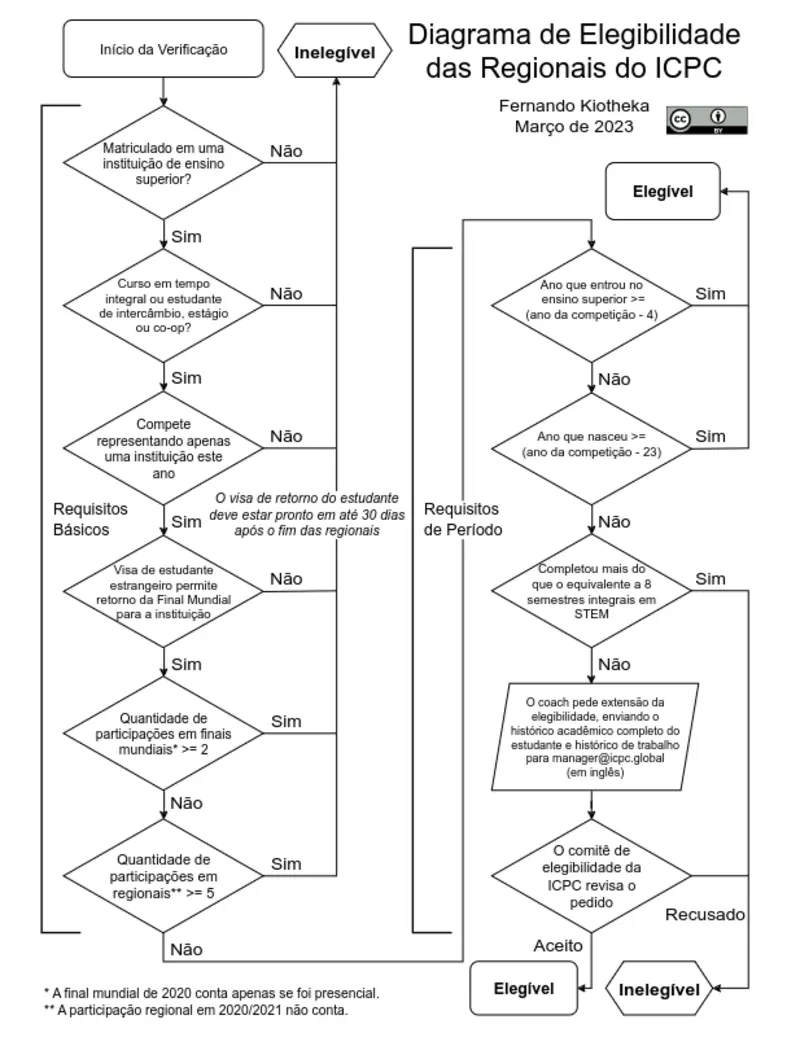 Diagrama de Elegibilidade
das Regionais do ICPC
Fernando Kiotheka
Março de 2023
CC
BY
Início da Verificação
Inelegível
Matriculado em uma
instituição de ensino
superior?
Não
Sim
Curso em tempo
integral ou estudante
de intercâmbio, estágio
ou co-op?
Não
Sim
Compete
representando apenas
uma instituição este
ano
Não
Requisitos
Básicos
Sim
O visa de retorno do estudante
deve estar pronto em até 30 dias
após o fim das regionais
Visa de estudante
estrangeiro permite
retorno da Final Mundial
para a instituição
Não
Sim
Quantidade de
participações em finais
mundiais* >= 2
Sim
Não
Quantidade de
participações em
regionais** >= 5
Sim
Não
Elegível
Ano que entrou no
ensino superior >=
(ano da competição - 4)
Sim
Não
Ano que nasceu >=
(ano da competição - 23)
Sim
Requisitos
de Período
Não
Completou mais do
que o equivalente a 8
semestres integrais em
STEM
Sim
Não
O coach pede extensão da
elegibilidade, enviando o
histórico acadêmico completo do
estudante e histórico de trabalho
para manager@icpc.global
(em inglês)
O comitê de
elegibilidade da
ICPC revisa o
pedido
Recusado
Aceito
Elegível
Inelegível
* A final mundial de 2020 conta apenas se foi presencial.
** A participação regional em 2020/2021 não conta.